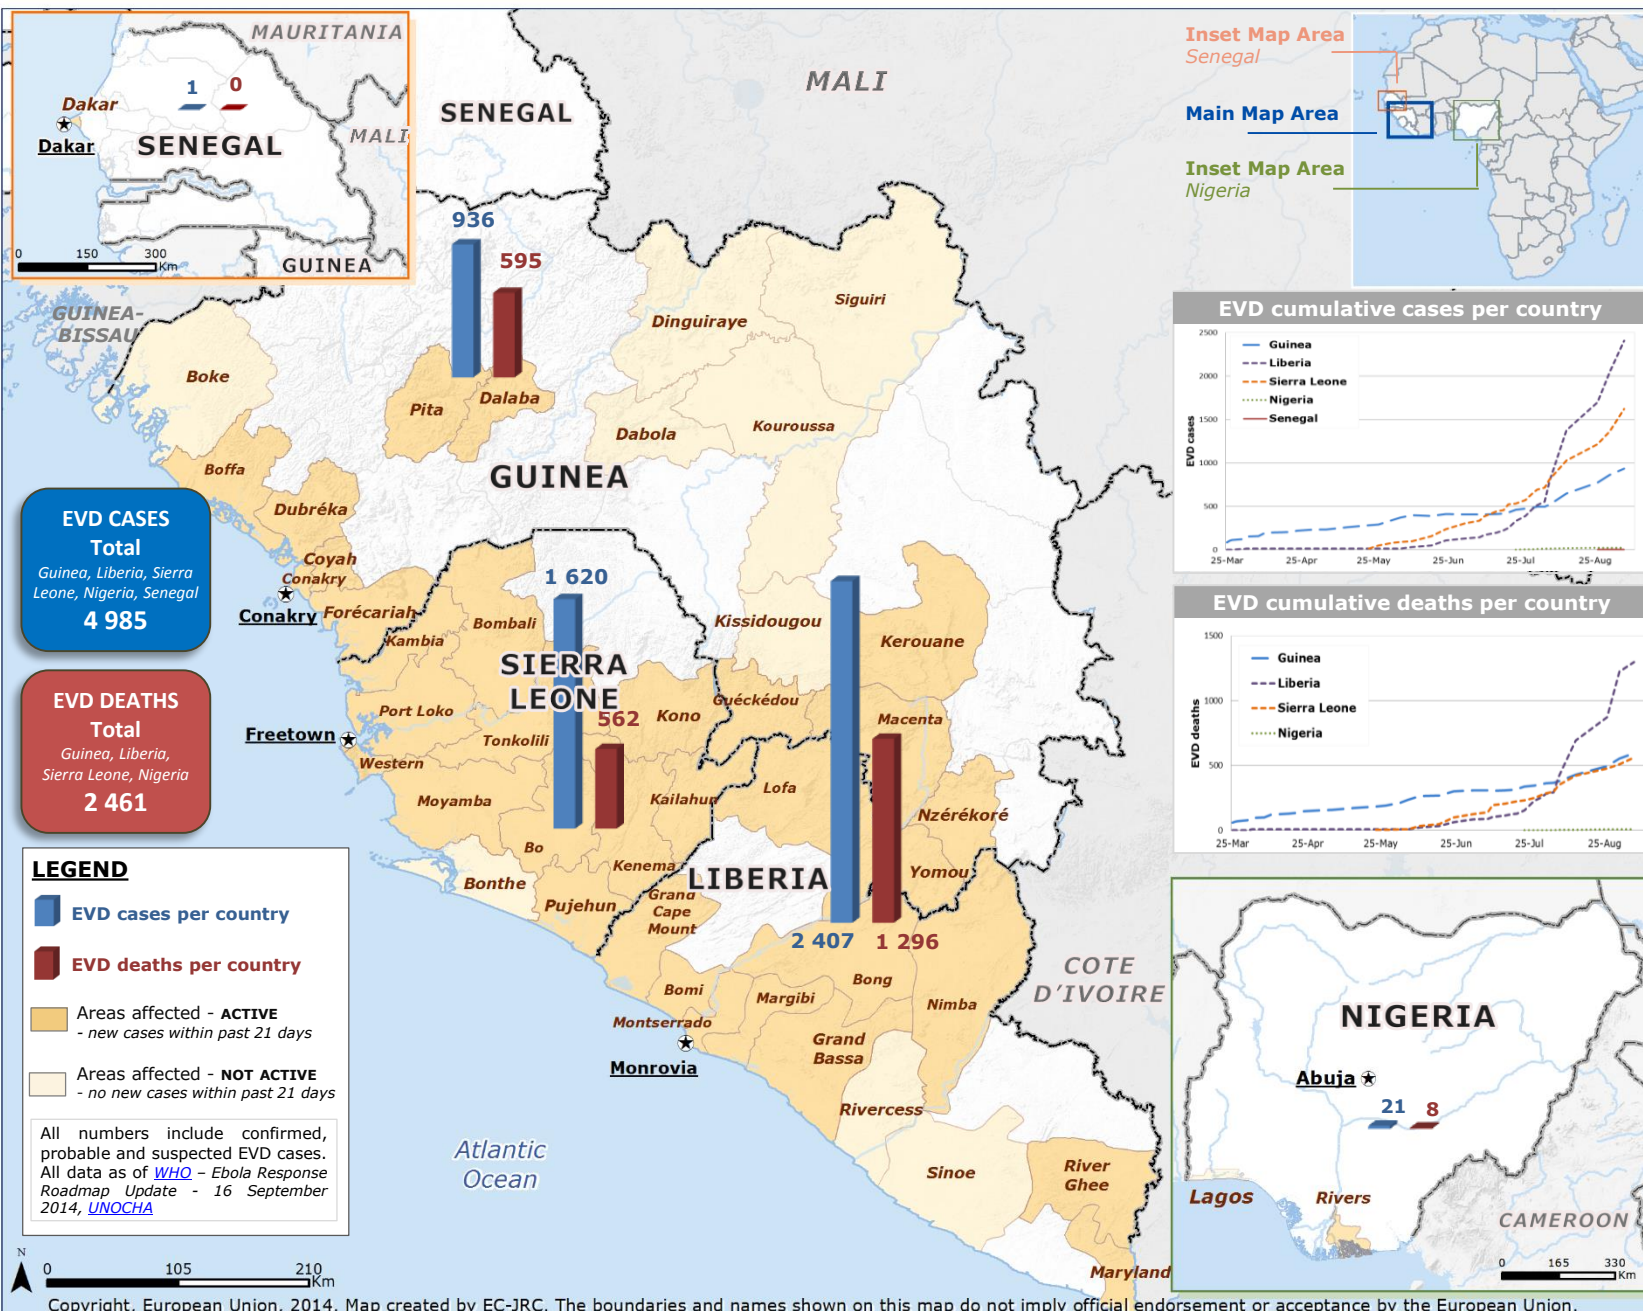 MAURITANIA
1
0
Dakar
Dakar
SENEGAL
MALI
GUINEA
0 150 300
Km
SENEGAL
MALI
Inset Map Area
Senegal
Main Map Area
Inset Map Area
Nigeria
936
595
GUINEA-
BISSAU
Boke
Pita
Dalaba
Dinguiraye
Siguiri
Dabola
Kouroussa
Boffa
GUINEA
Dubréka
Coyah
Conakry
Conakry
Forécariah
Kambia
Bombali
1 620
SIERRA
LEONE
562
Kono
Port Loko
Tonkolili
Freetown
Western
Moyamba
Kailahun
Bo
Kenema
Bonthe
Pujehun
Kissidougou
Kerouane
Guéckédou
Macenta
Lofa
Nzérékoré
Yomou
LIBERIA
Grand
Cape
Mount
2 407
1 296
Bomi
Margibi
Bong
Nimba
Montserrado
Monrovia
Grand
Bassa
Rivercess
Sinoe
River
Ghee
Maryland
COTE
D'IVOIRE
Atlantic
Ocean
EVD CASES
Total
Guinea, Liberia, Sierra
Leone, Nigeria, Senegal
4 985
EVD DEATHS
Total
Guinea, Liberia,
Sierra Leone, Nigeria
2 461
LEGEND
EVD cases per country
EVD deaths per country
Areas affected - ACTIVE
- new cases within past 21 days
Areas affected - NOT ACTIVE
- no new cases within past 21 days
All numbers include confirmed,
probable and suspected EVD cases.
All data as of WHO – Ebola Response
Roadmap Update - 16 September
2014, UNOCHA
N
0 105 210
Km
EVD cumulative cases per country
2500
2000
1500
1000
500
0
EVD cases
Guinea
Liberia
Sierra Leone
Nigeria
Senegal
25-Mar 25-Apr 25-May 25-Jun 25-Jul 25-Aug
EVD cumulative deaths per country
1500
1000
500
0
EVD deaths
Guinea
Liberia
Sierra Leone
Nigeria
25-Mar 25-Apr 25-May 25-Jun 25-Jul 25-Aug
NIGERIA
Abuja
21
8
Lagos
Rivers
CAMEROON
0 165 330
Km
Copyright, European Union, 2014. Map created by EC-JRC. The boundaries and names shown on this map do not imply official endorsement or acceptance by the European Union.